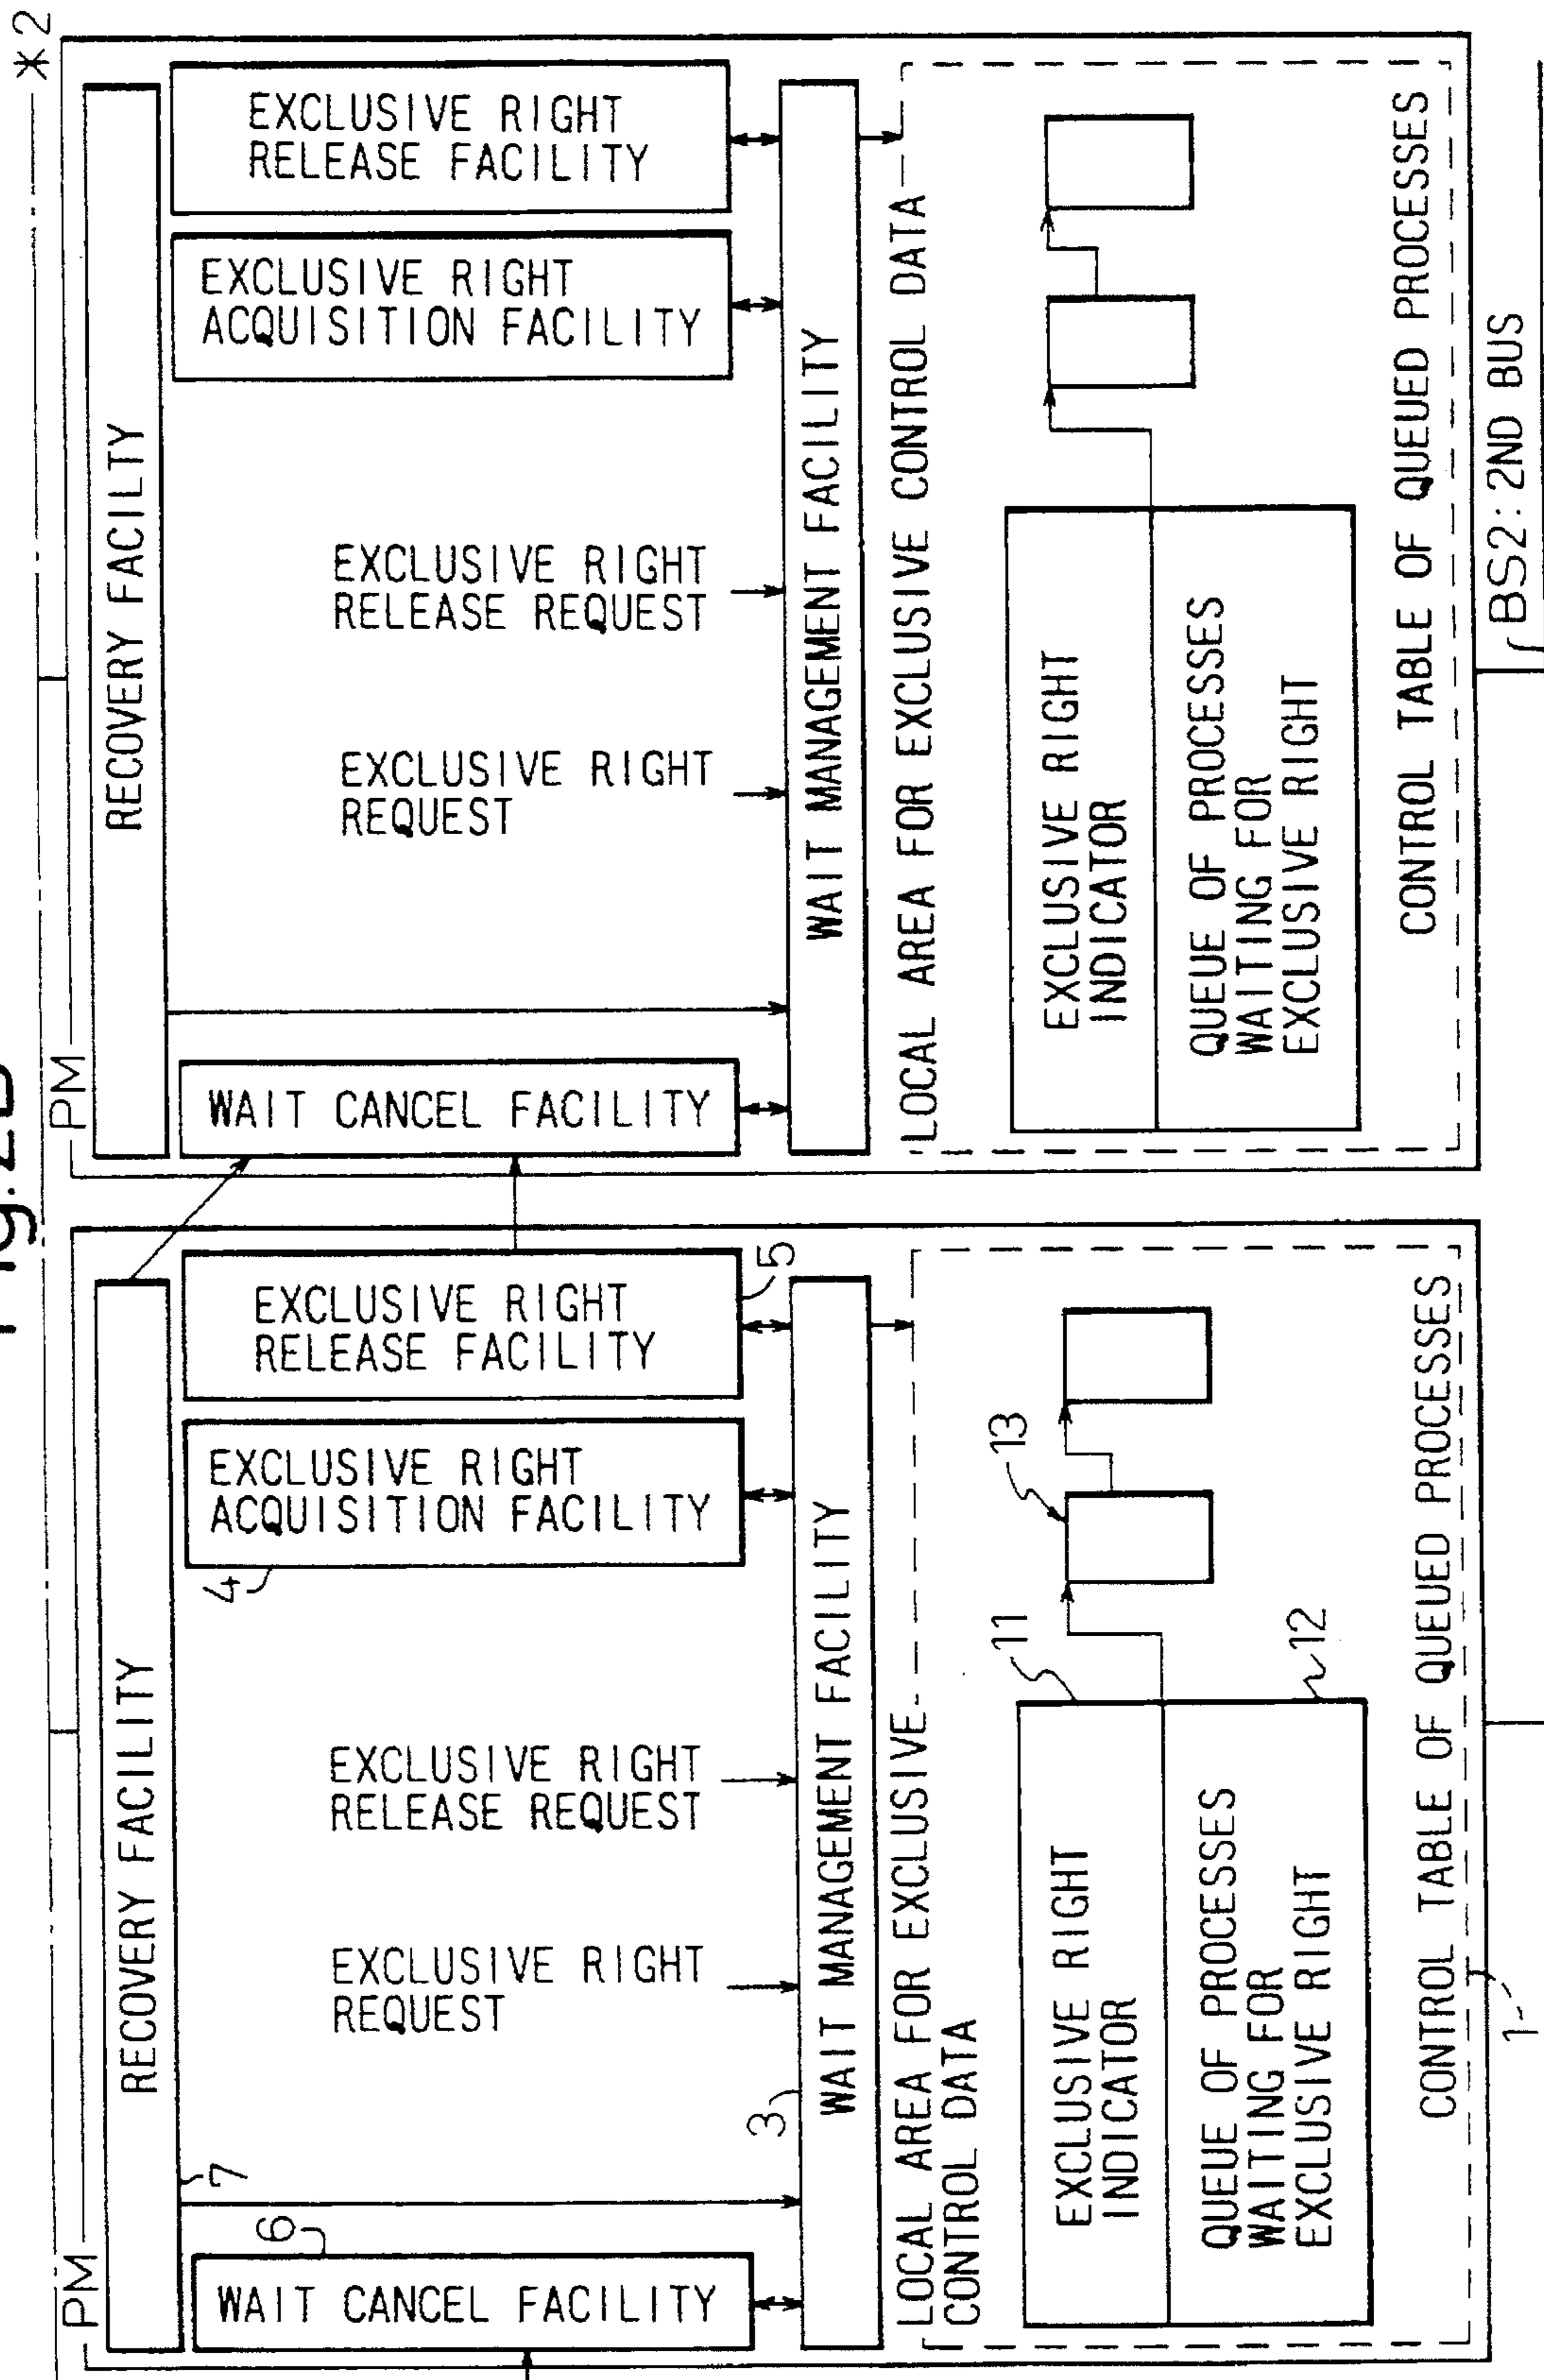 Fig. 2B
*2
PM
RECOVERY FACILITY
7
6
WAIT CANCEL FACILITY
EXCLUSIVE RIGHT
REQUEST
EXCLUSIVE RIGHT
RELEASE REQUEST
4
EXCLUSIVE RIGHT
ACQUISITION FACILITY
EXCLUSIVE RIGHT
RELEASE FACILITY
5
3
WAIT MANAGEMENT FACILITY
LOCAL AREA FOR EXCLUSIVE
CONTROL DATA
EXCLUSIVE RIGHT
INDICATOR
11
QUEUE OF PROCESSES
WAITING FOR
EXCLUSIVE RIGHT
12
13
CONTROL TABLE OF QUEUED PROCESSES
1
PM
RECOVERY FACILTY
WAIT CANCEL FACILITY
EXCLUSIVE RIGHT
REQUEST
EXCLUSIVE RIGHT
RELEASE REQUEST
EXCLUSIVE RIGHT
ACQUISITION FACILITY
EXCLUSIVE RIGHT
RELEASE FACILITY
WAIT MANAGEMENT FACILITY
LOCAL AREA FOR EXCLUSIVE CONTROL DATA
EXCLUSIVE RIGHT
INDICATOR
QUEUE OF PROCESSES
WAITING FOR
EXCLUSIVE RIGHT
CONTROL TABLE OF QUEUED PROCESSES
BS2: 2ND BUS